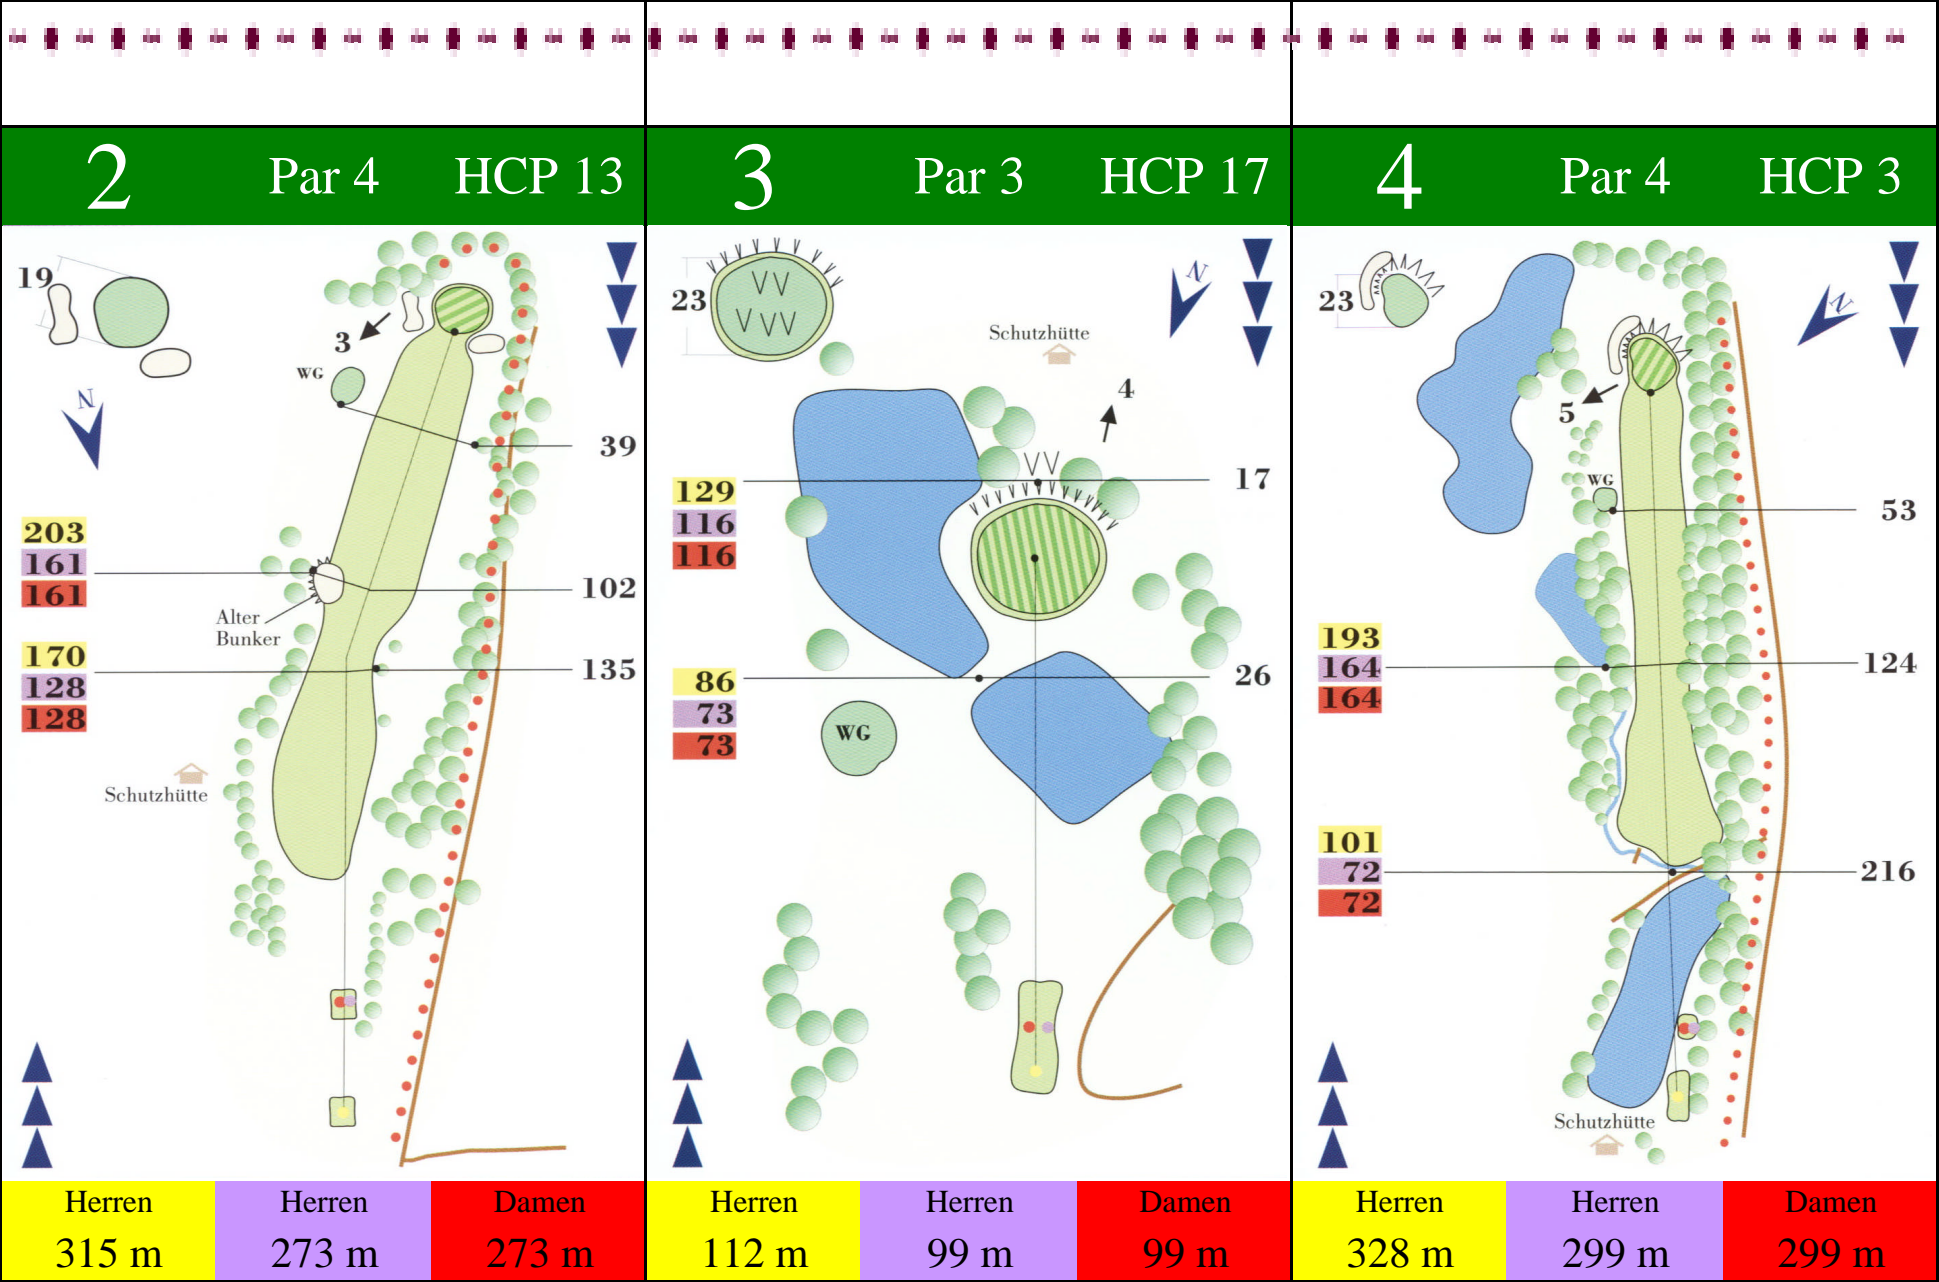 2 Par 4 HCP 13
19
3
WG
N
39
203
161
161
102
Alter
Bunker
170
128
128
135
Schutzhütte
Herren Herren Damen
315 m 273 m 273 m
3 Par 3 HCP 17
23
V V
V V V
N
Schutzhütte
4
V V
129
116
116
17
86
73
73
26
WG
Herren Herren Damen
112 m 99 m 99 m
4 Par 4 HCP 3
23
N
5
WG
53
193
164
164
124
101
72
72
216
Schutzhütte
Herren Herren Damen
328 m 299 m 299 m